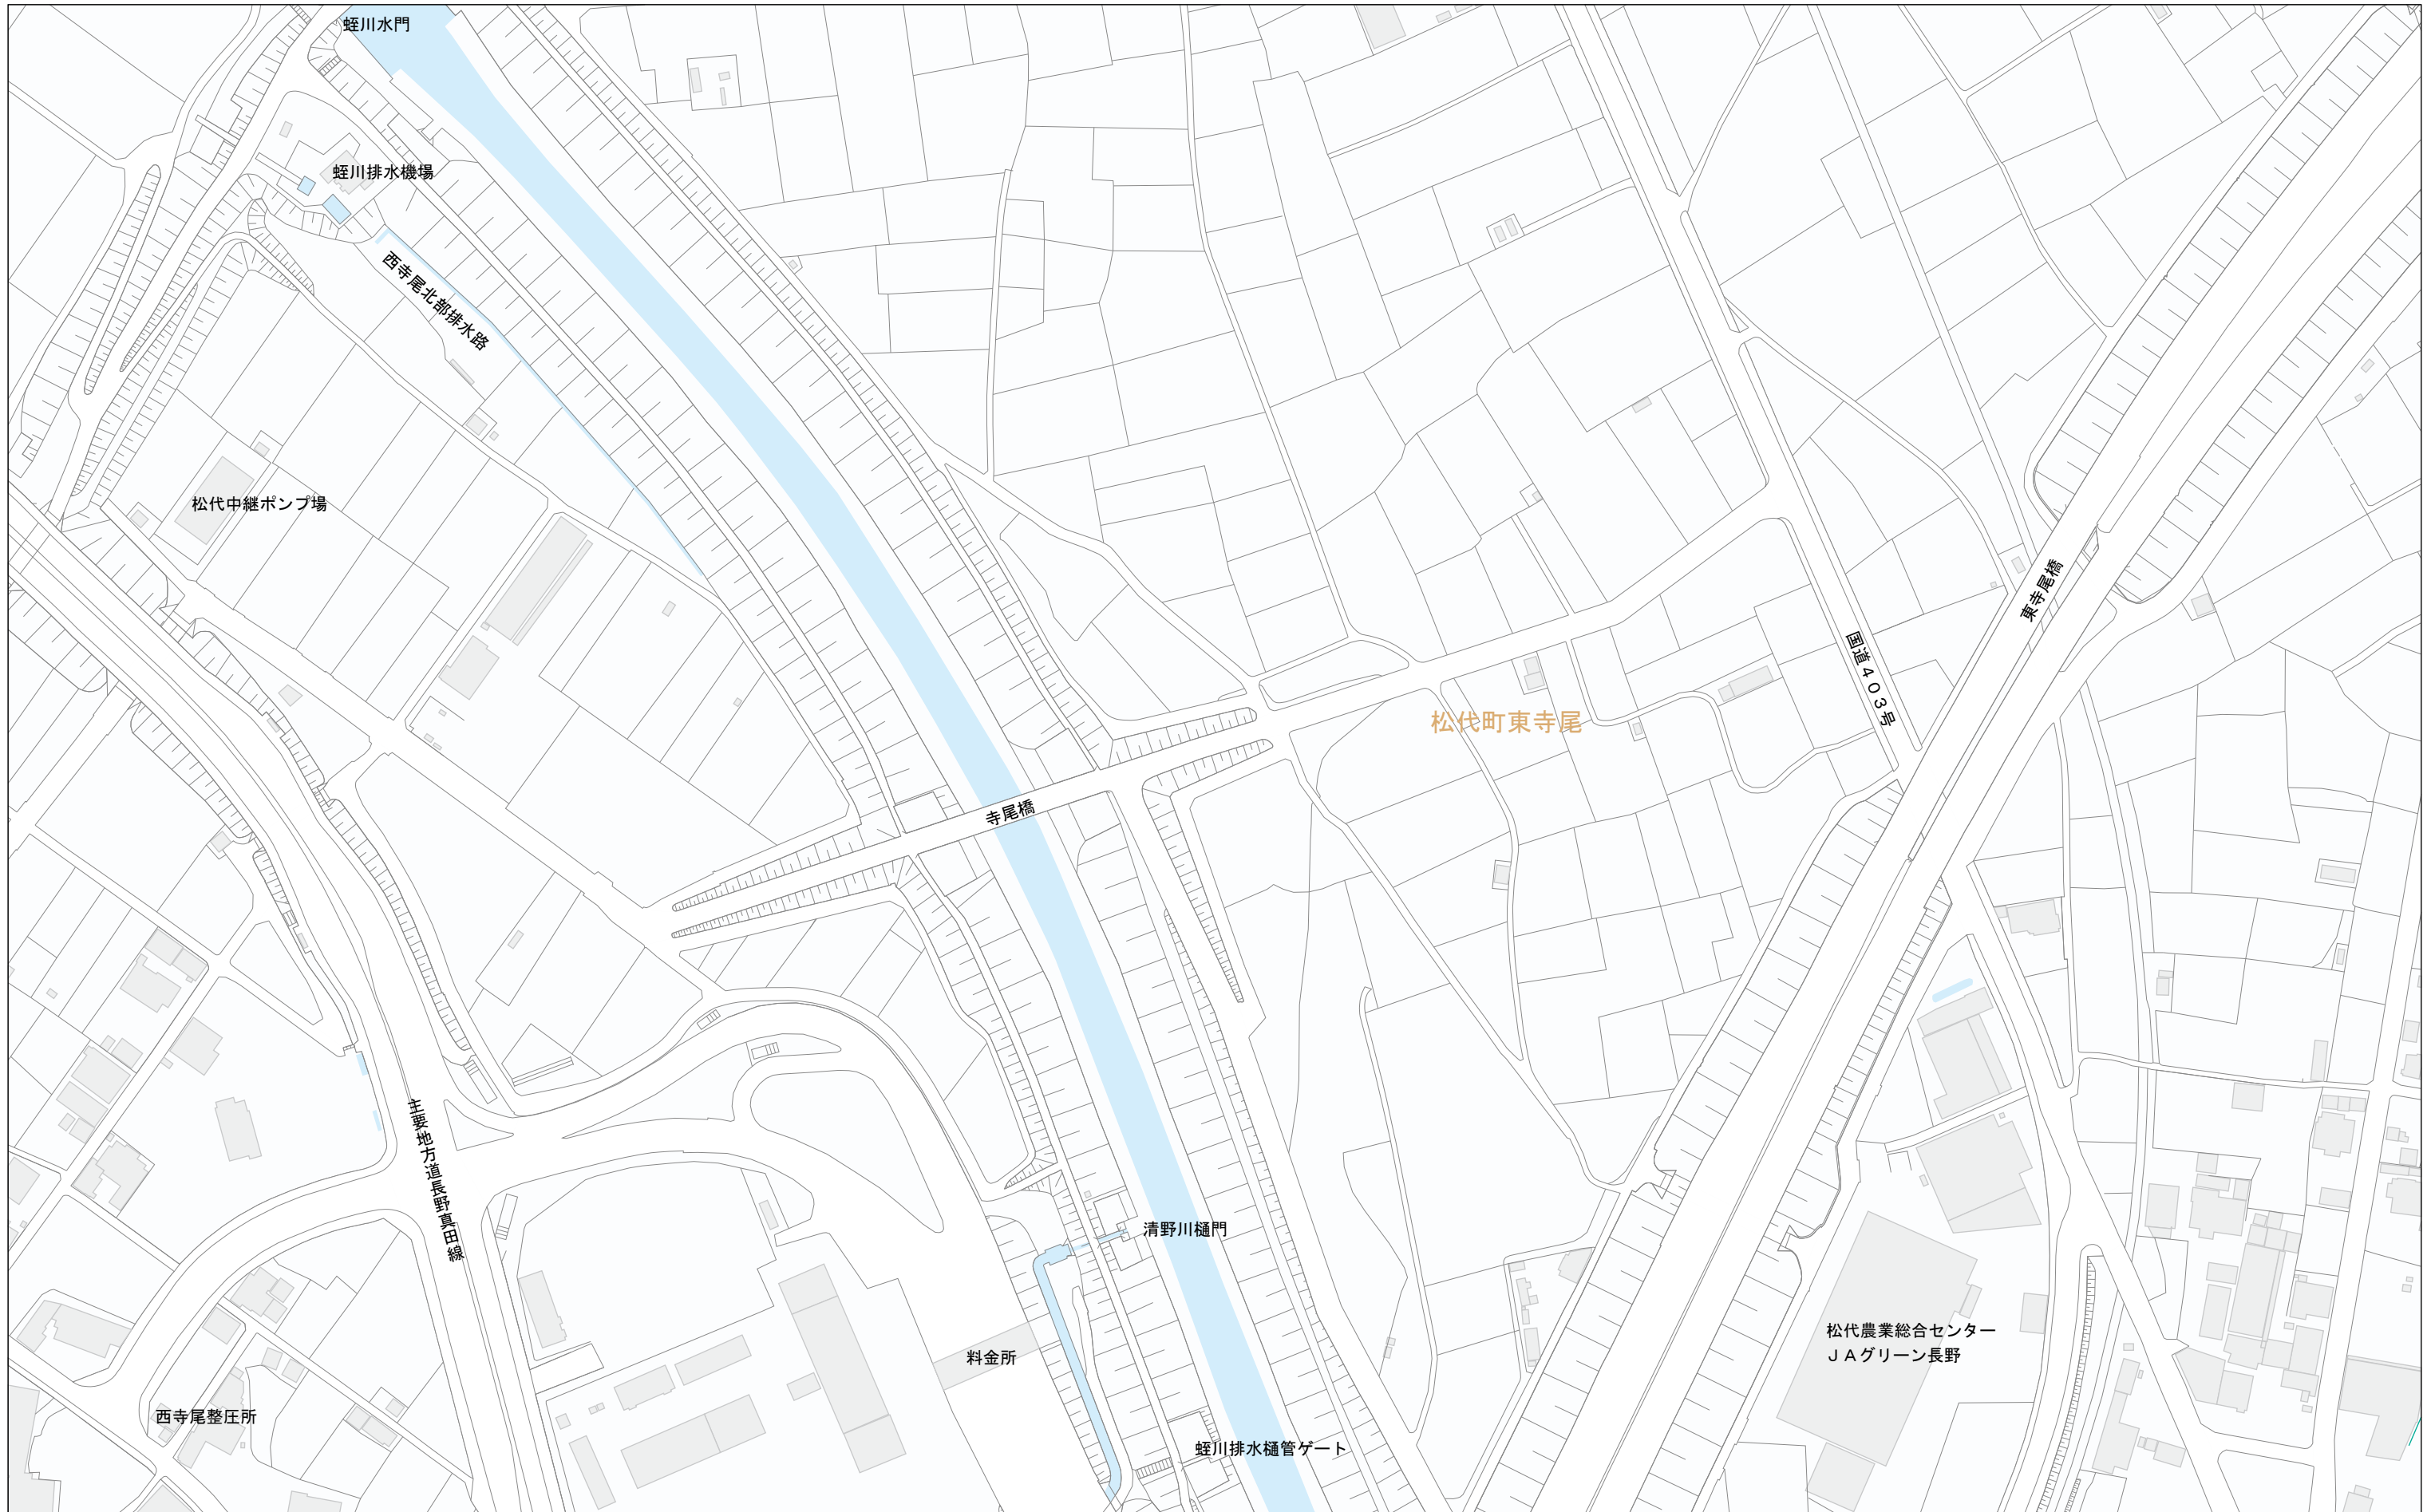 蛭川水門
蛭川排水機場
西寺尾北部排水路
松代中継ポンプ場
東寺尾橋
国道４０３号
松代町東寺尾
寺尾橋
主要地方道長野真田線
清野川樋門
料金所
松代農業総合センター
ＪＡグリーン長野
西寺尾整圧所
蛭川排水樋管ゲート